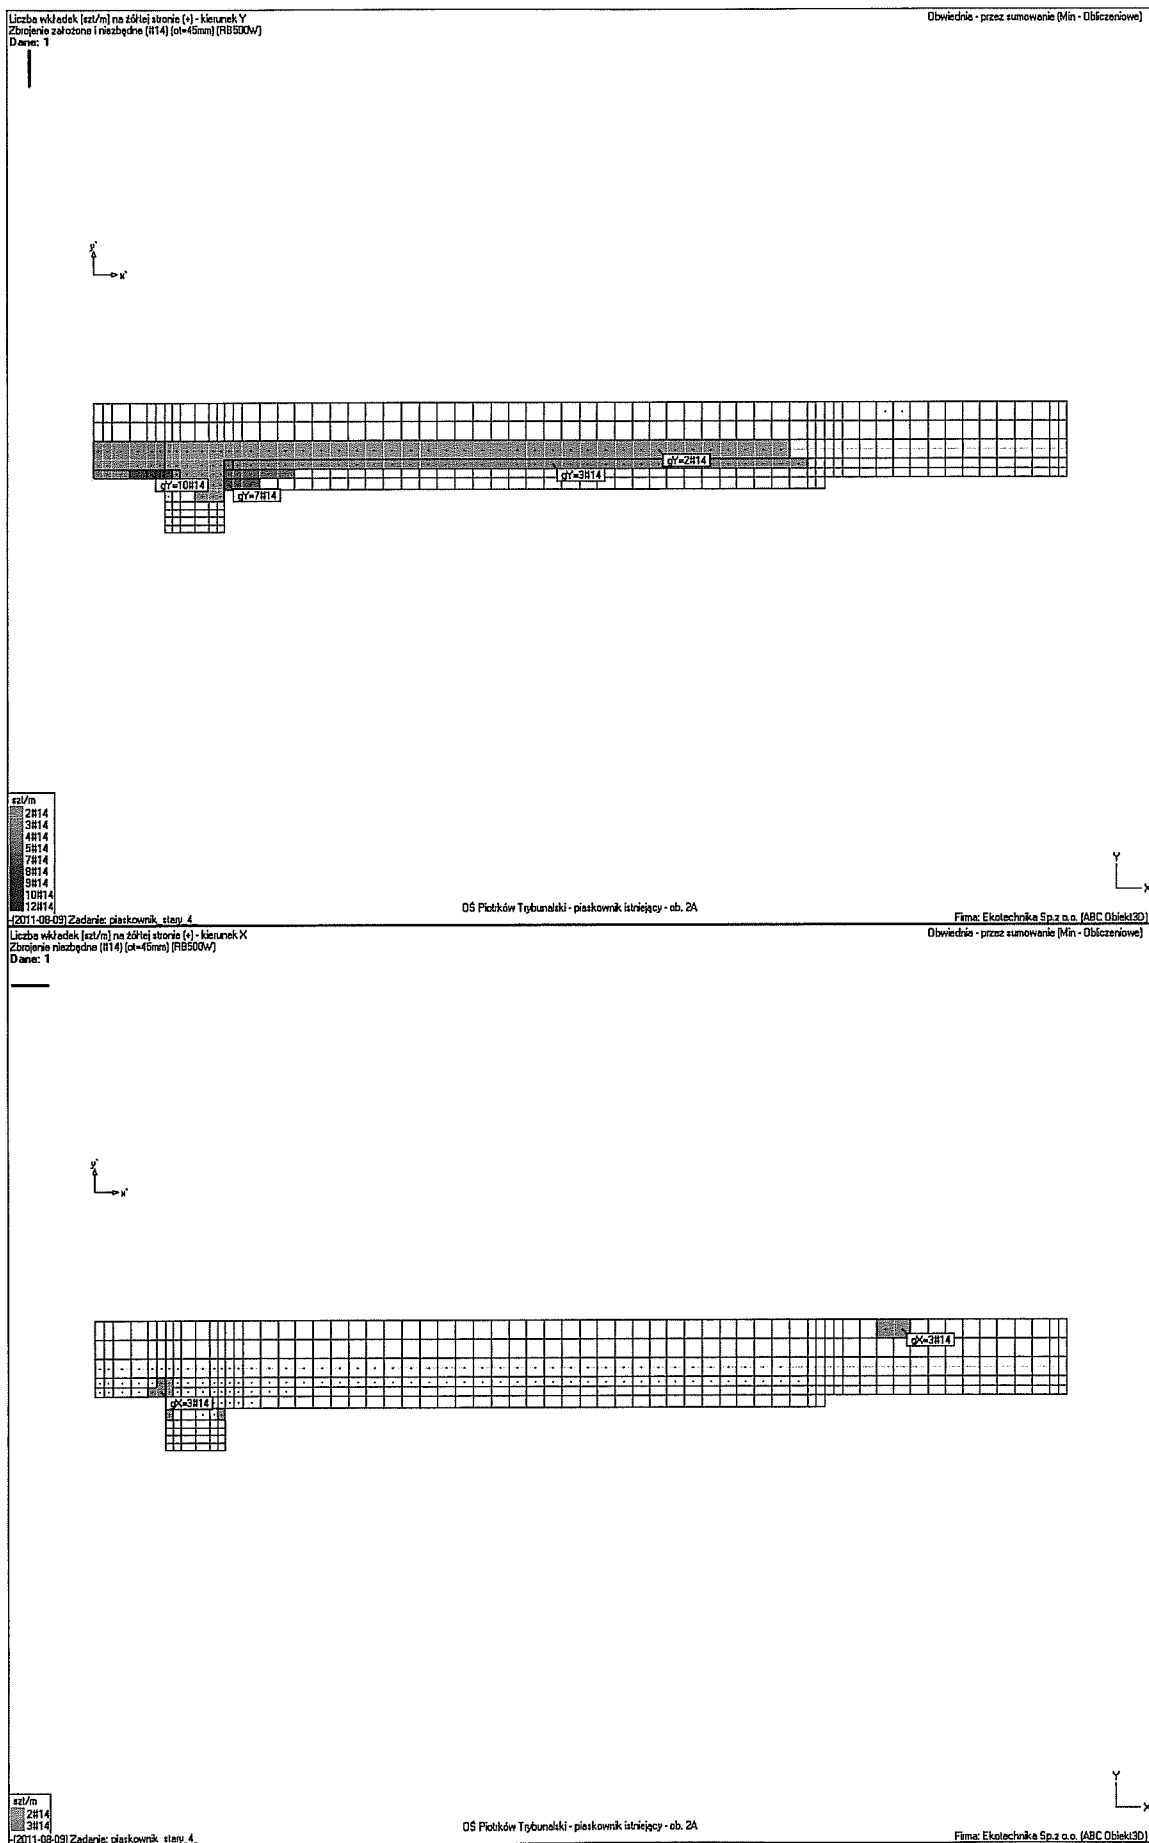 Liczba wkładek [szt/m] na żółtej stronie (+) - kierunek Y
Obwiednia - przez sumowanie (Min - Obliczeniowe)
Zbrojenie założone i niezbędne (#14) (ot=45mm) (RB500W)
Dane: 1
y'
x'
gY=2#14
gY=3#14
gY=10#14
gY=7#14
szt/m
2#14
3#14
4#14
5#14
7#14
8#14
9#14
10#14
12#14
Y
X
(2011-08-09) Zadanie: piaskownik_stary_4_
OŚ Piotrków Trybunalski - piaskownik istniejący - ob. 2A
Firma: Ekotechnika Sp.z o.o. (ABC Obiekt3D)
Liczba wkładek [szt/m] na żółtej stronie (+) - kierunek X
Obwiednia - przez sumowanie (Min - Obliczeniowe)
Zbrojenie niezbędne (#14) (ot=45mm) (RB500W)
Dane: 1
y'
x'
gX=3#14
gX=3#14
Y
X
szt/m
2#14
3#14
(2011-08-09) Zadanie: piaskownik_stary_4_
OŚ Piotrków Trybunalski - piaskownik istniejący - ob. 2A
Firma: Ekotechnika Sp.z o.o. (ABC Obiekt3D)